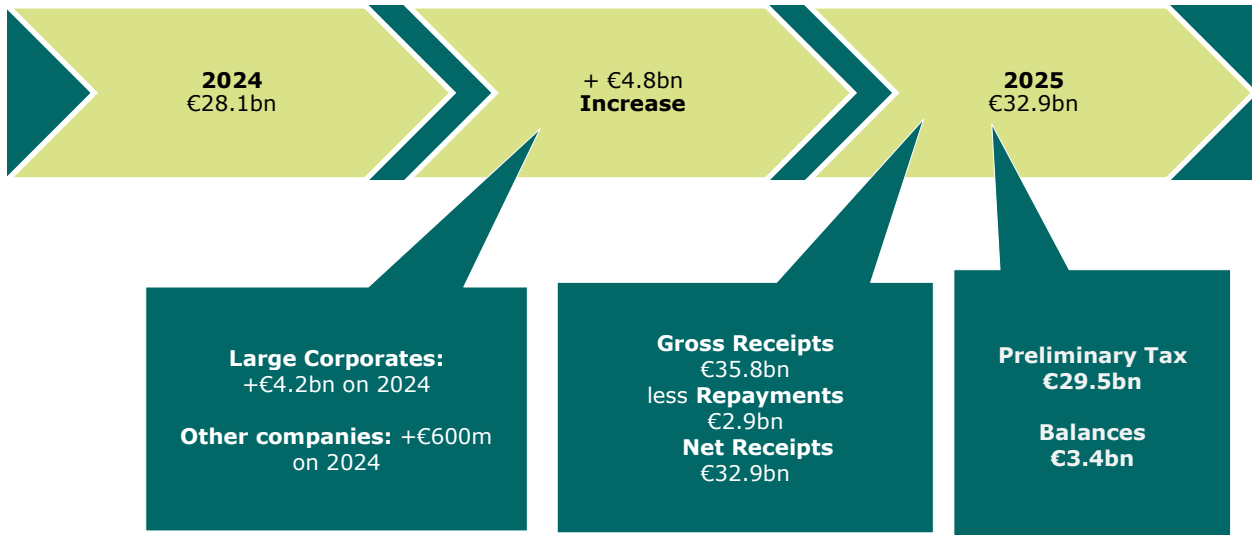 2024
€28.1bn
+ €4.8bn
Increase
2025
€32.9bn
Large Corporates:
+€4.2bn on 2024
Other companies: +€600m
on 2024
Gross Receipts
€35.8bn
less Repayments
€2.9bn
Net Receipts
€32.9bn
Preliminary Tax
€29.5bn
Balances
€3.4bn